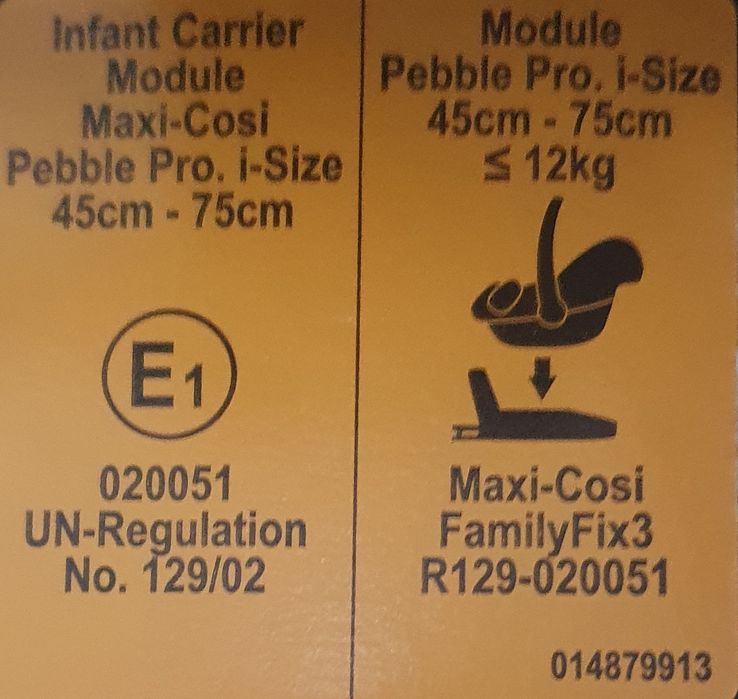 Infant Carrier
Module
Maxi-Cosi
Pebble Pro. i-Size
45cm - 75cm
E1
020051
UN-Regulation
No. 129/02
Module
Pebble Pro. i-Size
45cm - 75cm
≤ 12kg
Maxi-Cosi
FamilyFix3
R129-020051
014879913